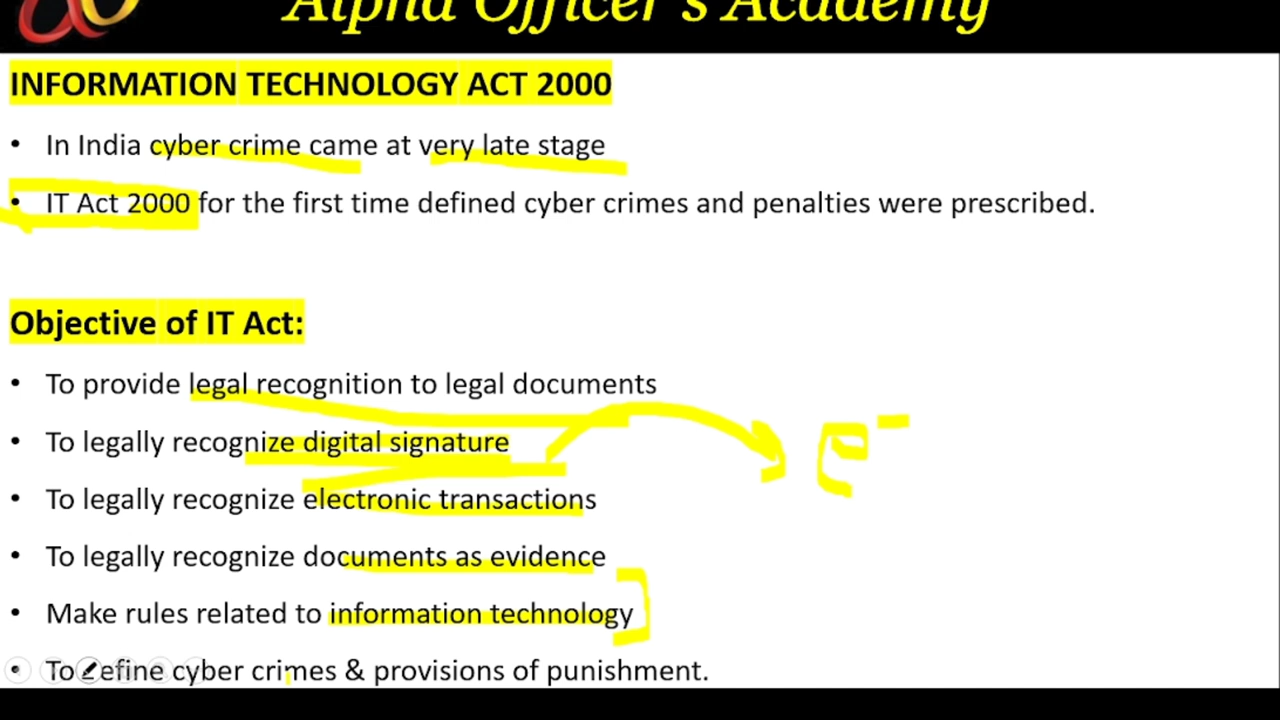 Alpha Officer's Academy
INFORMATION TECHNOLOGY ACT 2000
• In India cyber crime came at very late stage
• IT Act 2000 for the first time defined cyber crimes and penalties were prescribed.
Objective of IT Act:
• To provide legal recognition to legal documents
• To legally recognize digital signature
e-
• To legally recognize electronic transactions
• To legally recognize documents as evidence
• Make rules related to information technology
• To define cyber crimes & provisions of punishment.